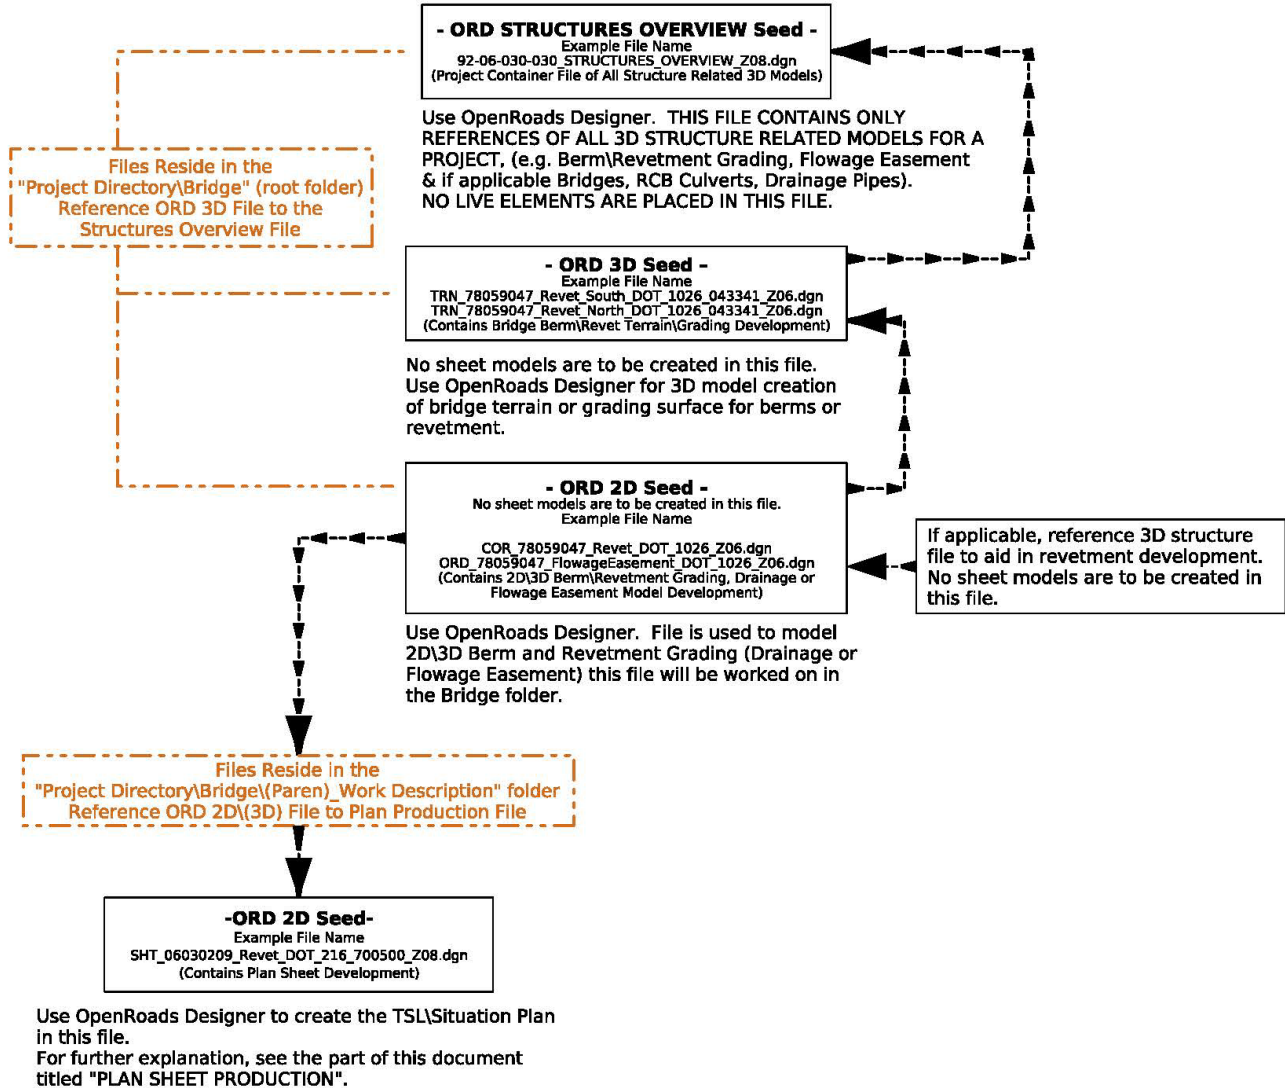 - ORD STRUCTURES OVERVIEW Seed -
Example File Name
92-06-030-030_STRUCTURES_OVERVIEW_Z08.dgn
(Project Container File of All Structure Related 3D Models)
Use OpenRoads Designer. THIS FILE CONTAINS ONLY
REFERENCES OF ALL 3D STRUCTURE RELATED MODELS FOR A
PROJECT, (e.g. Berm\Revetment Grading, Flowage Easement
& if applicable Bridges, RCB Culverts, Drainage Pipes).
NO LIVE ELEMENTS ARE PLACED IN THIS FILE.
Files Reside in the
"Project Directory\Bridge" (root folder)
Reference ORD 3D File to the
Structures Overview File
- ORD 3D Seed -
Example File Name
TRN_78059047_Revet_South_DOT_1026_043341_Z06.dgn
TRN_78059047_Revet_North_DOT_1026_043341_Z06.dgn
(Contains Bridge Berm\Revet Terrain\Grading Development)
No sheet models are to be created in this file.
Use OpenRoads Designer for 3D model creation
of bridge terrain or grading surface for berms or
revetment.
- ORD 2D Seed -
No sheet models are to be created in this file.
Example File Name
COR_78059047_Revet_DOT_1026_Z06.dgn
ORD_78059047_FlowageEasement_DOT_1026_Z06.dgn
(Contains 2D\3D Berm\Revetment Grading, Drainage or
Flowage Easement Model Development)
If applicable, reference 3D structure
file to aid in revetment development.
No sheet models are to be created in
this file.
Use OpenRoads Designer. File is used to model
2D\3D Berm and Revetment Grading (Drainage or
Flowage Easement) this file will be worked on in
the Bridge folder.
Files Reside in the
"Project Directory\Bridge\(Paren)_Work Description" folder
Reference ORD 2D\(3D) File to Plan Production File
-ORD 2D Seed-
Example File Name
SHT_06030209_Revet_DOT_216_700500_Z08.dgn
(Contains Plan Sheet Development)
Use OpenRoads Designer to create the TSL\Situation Plan
in this file.
For further explanation, see the part of this document
titled "PLAN SHEET PRODUCTION".